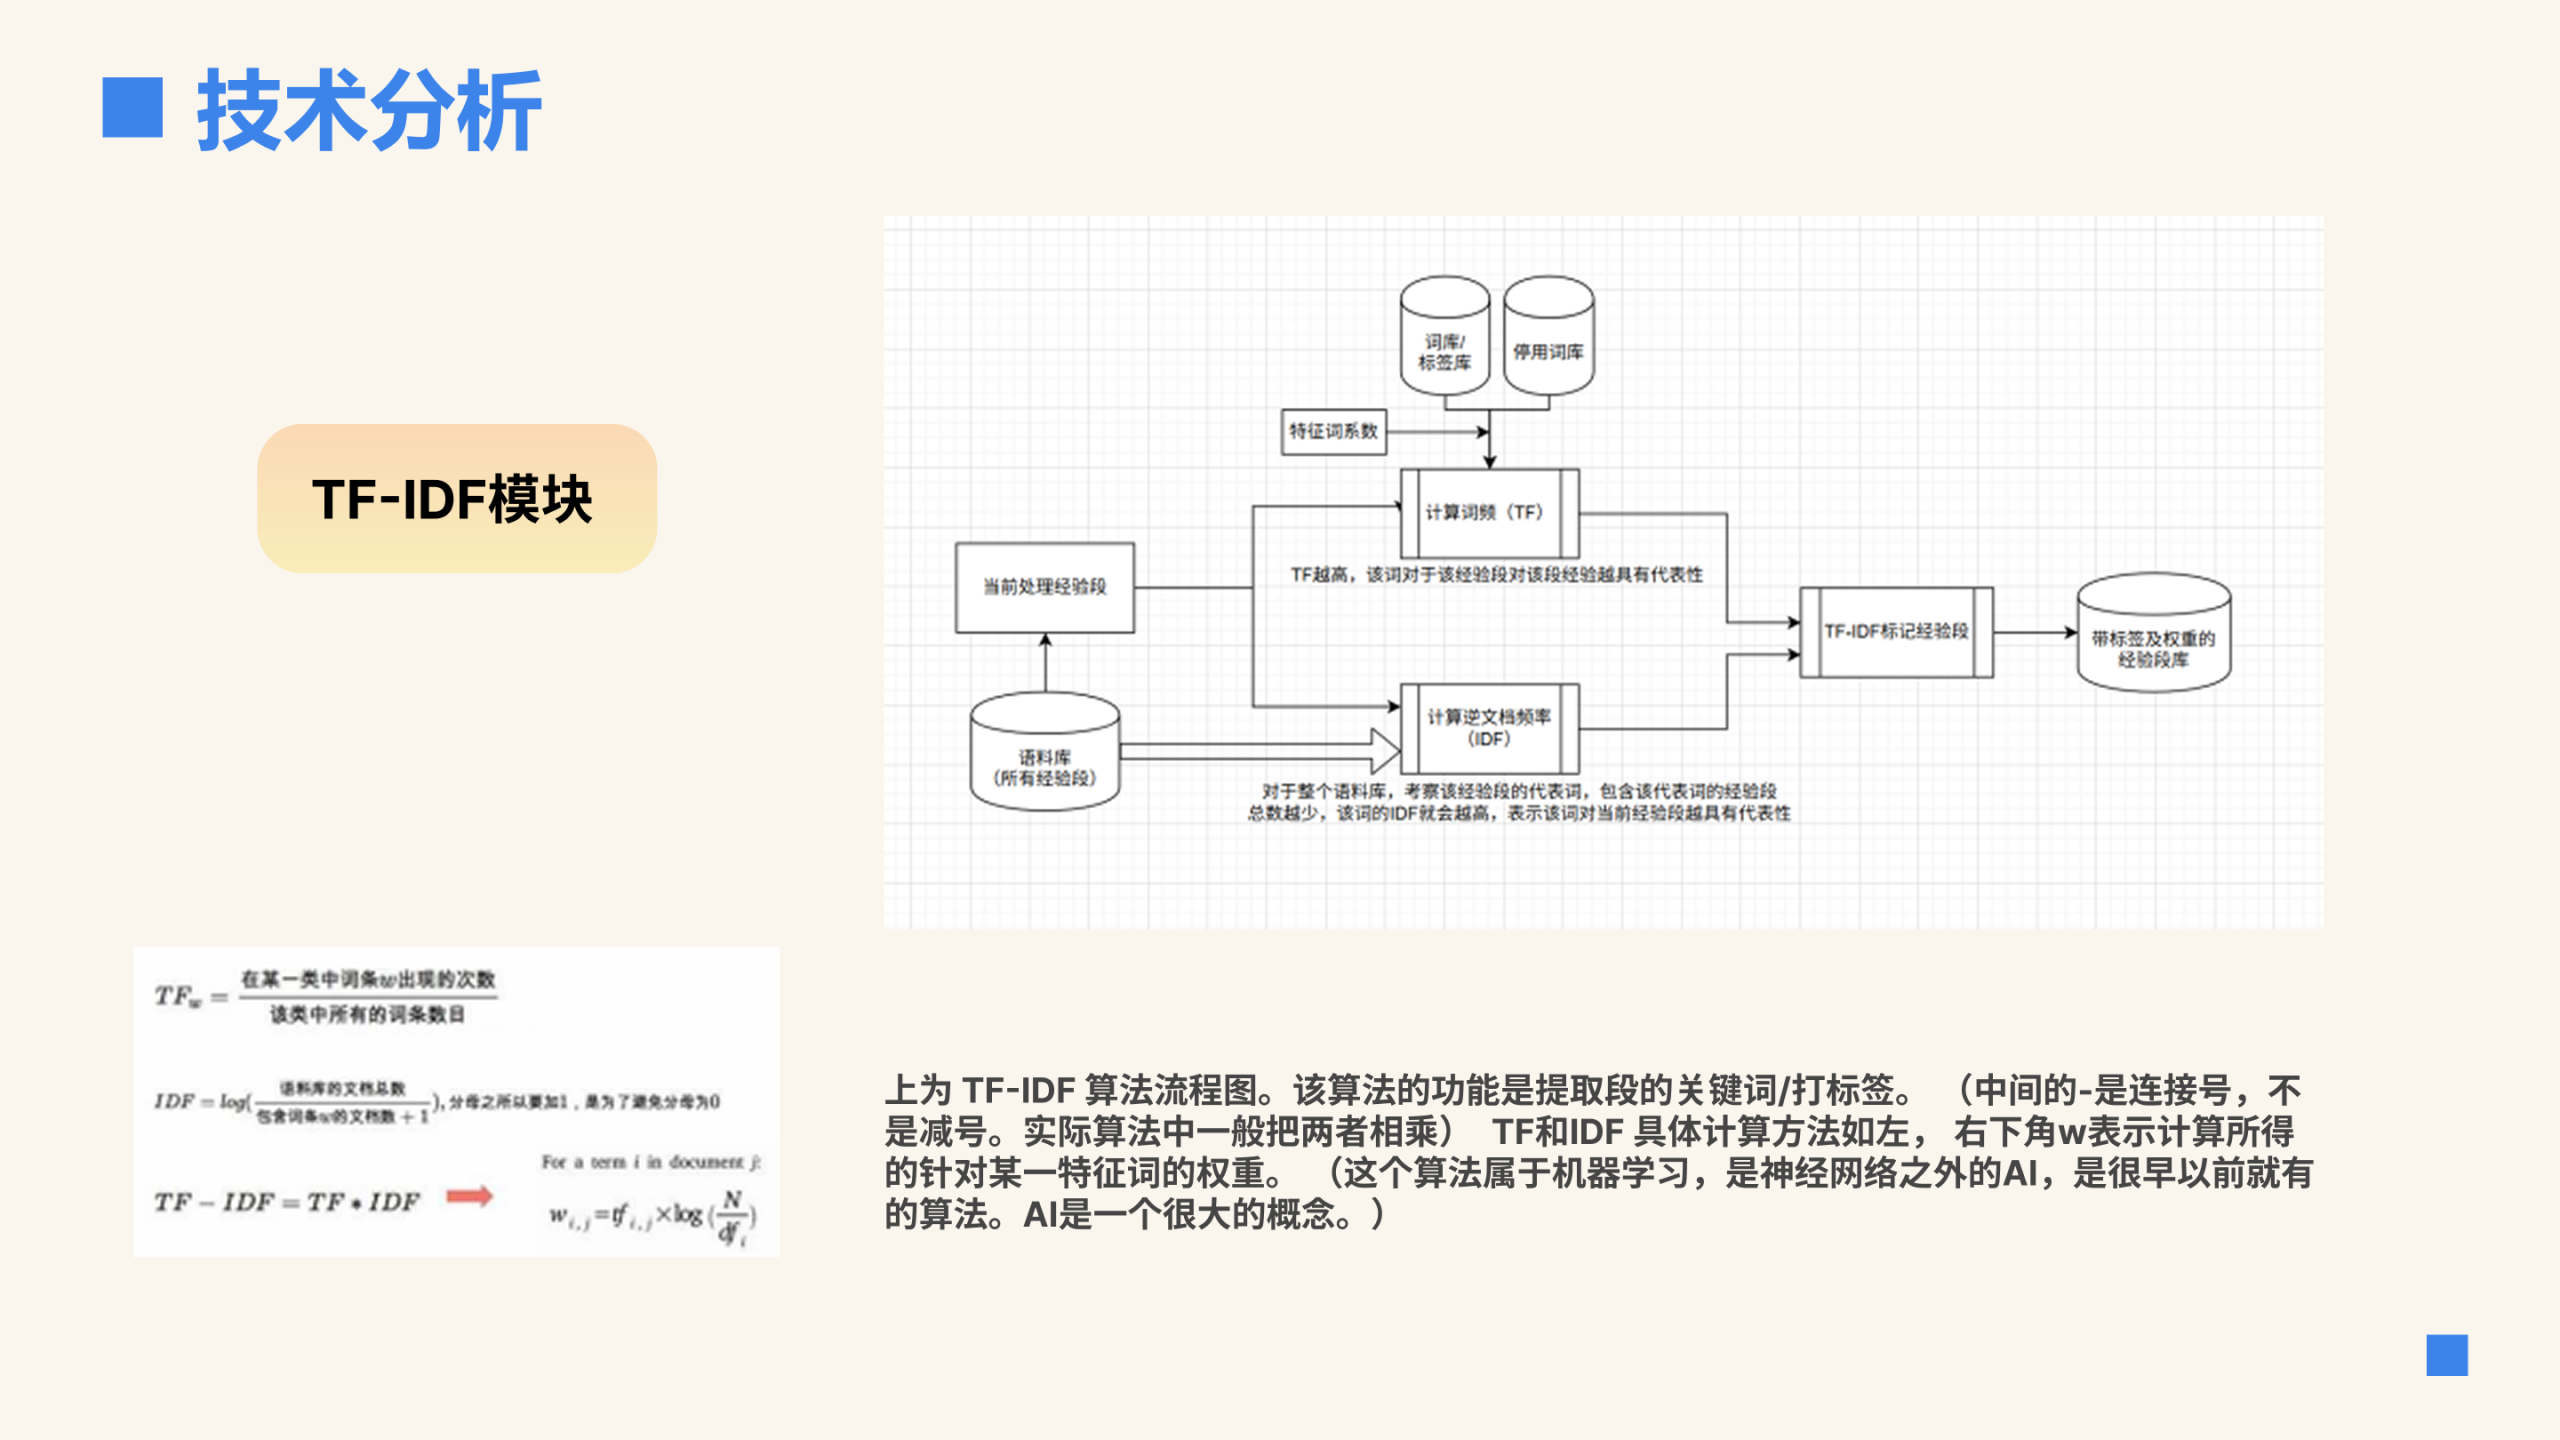 技术分析
TF-IDF模块
词库/
标签库
停用词库
特征词系数
计算词频（TF）
TF越高，该词对于该经验段对该段经验越具有代表性
当前处理经验段
TF-IDF标记经验段
带标签及权重的
经验段库
计算逆文档频率
（IDF）
语料库
（所有经验段）
对于整个语料库，考察该经验段的代表词，包含该代表词的经验段
总数越少，该词的IDF就会越高，表示该词对当前经验段越具有代表性
TF_w = 在某一类中词条w出现的次数 / 该类中所有的词条数目
IDF = log(语料库的文档总数 / 包含词条w的文档数 + 1), 分母之所以要加1，是为了避免分母为0
For a term i in document j:
TF − IDF = TF * IDF
w_{i,j} = tf_{i,j} × log (N / df_i)
上为 TF-IDF 算法流程图。该算法的功能是提取段的关键词/打标签。 （中间的-是连接号，不
是减号。实际算法中一般把两者相乘） TF和IDF 具体计算方法如左， 右下角w表示计算所得
的针对某一特征词的权重。 （这个算法属于机器学习，是神经网络之外的AI，是很早以前就有
的算法。AI是一个很大的概念。）